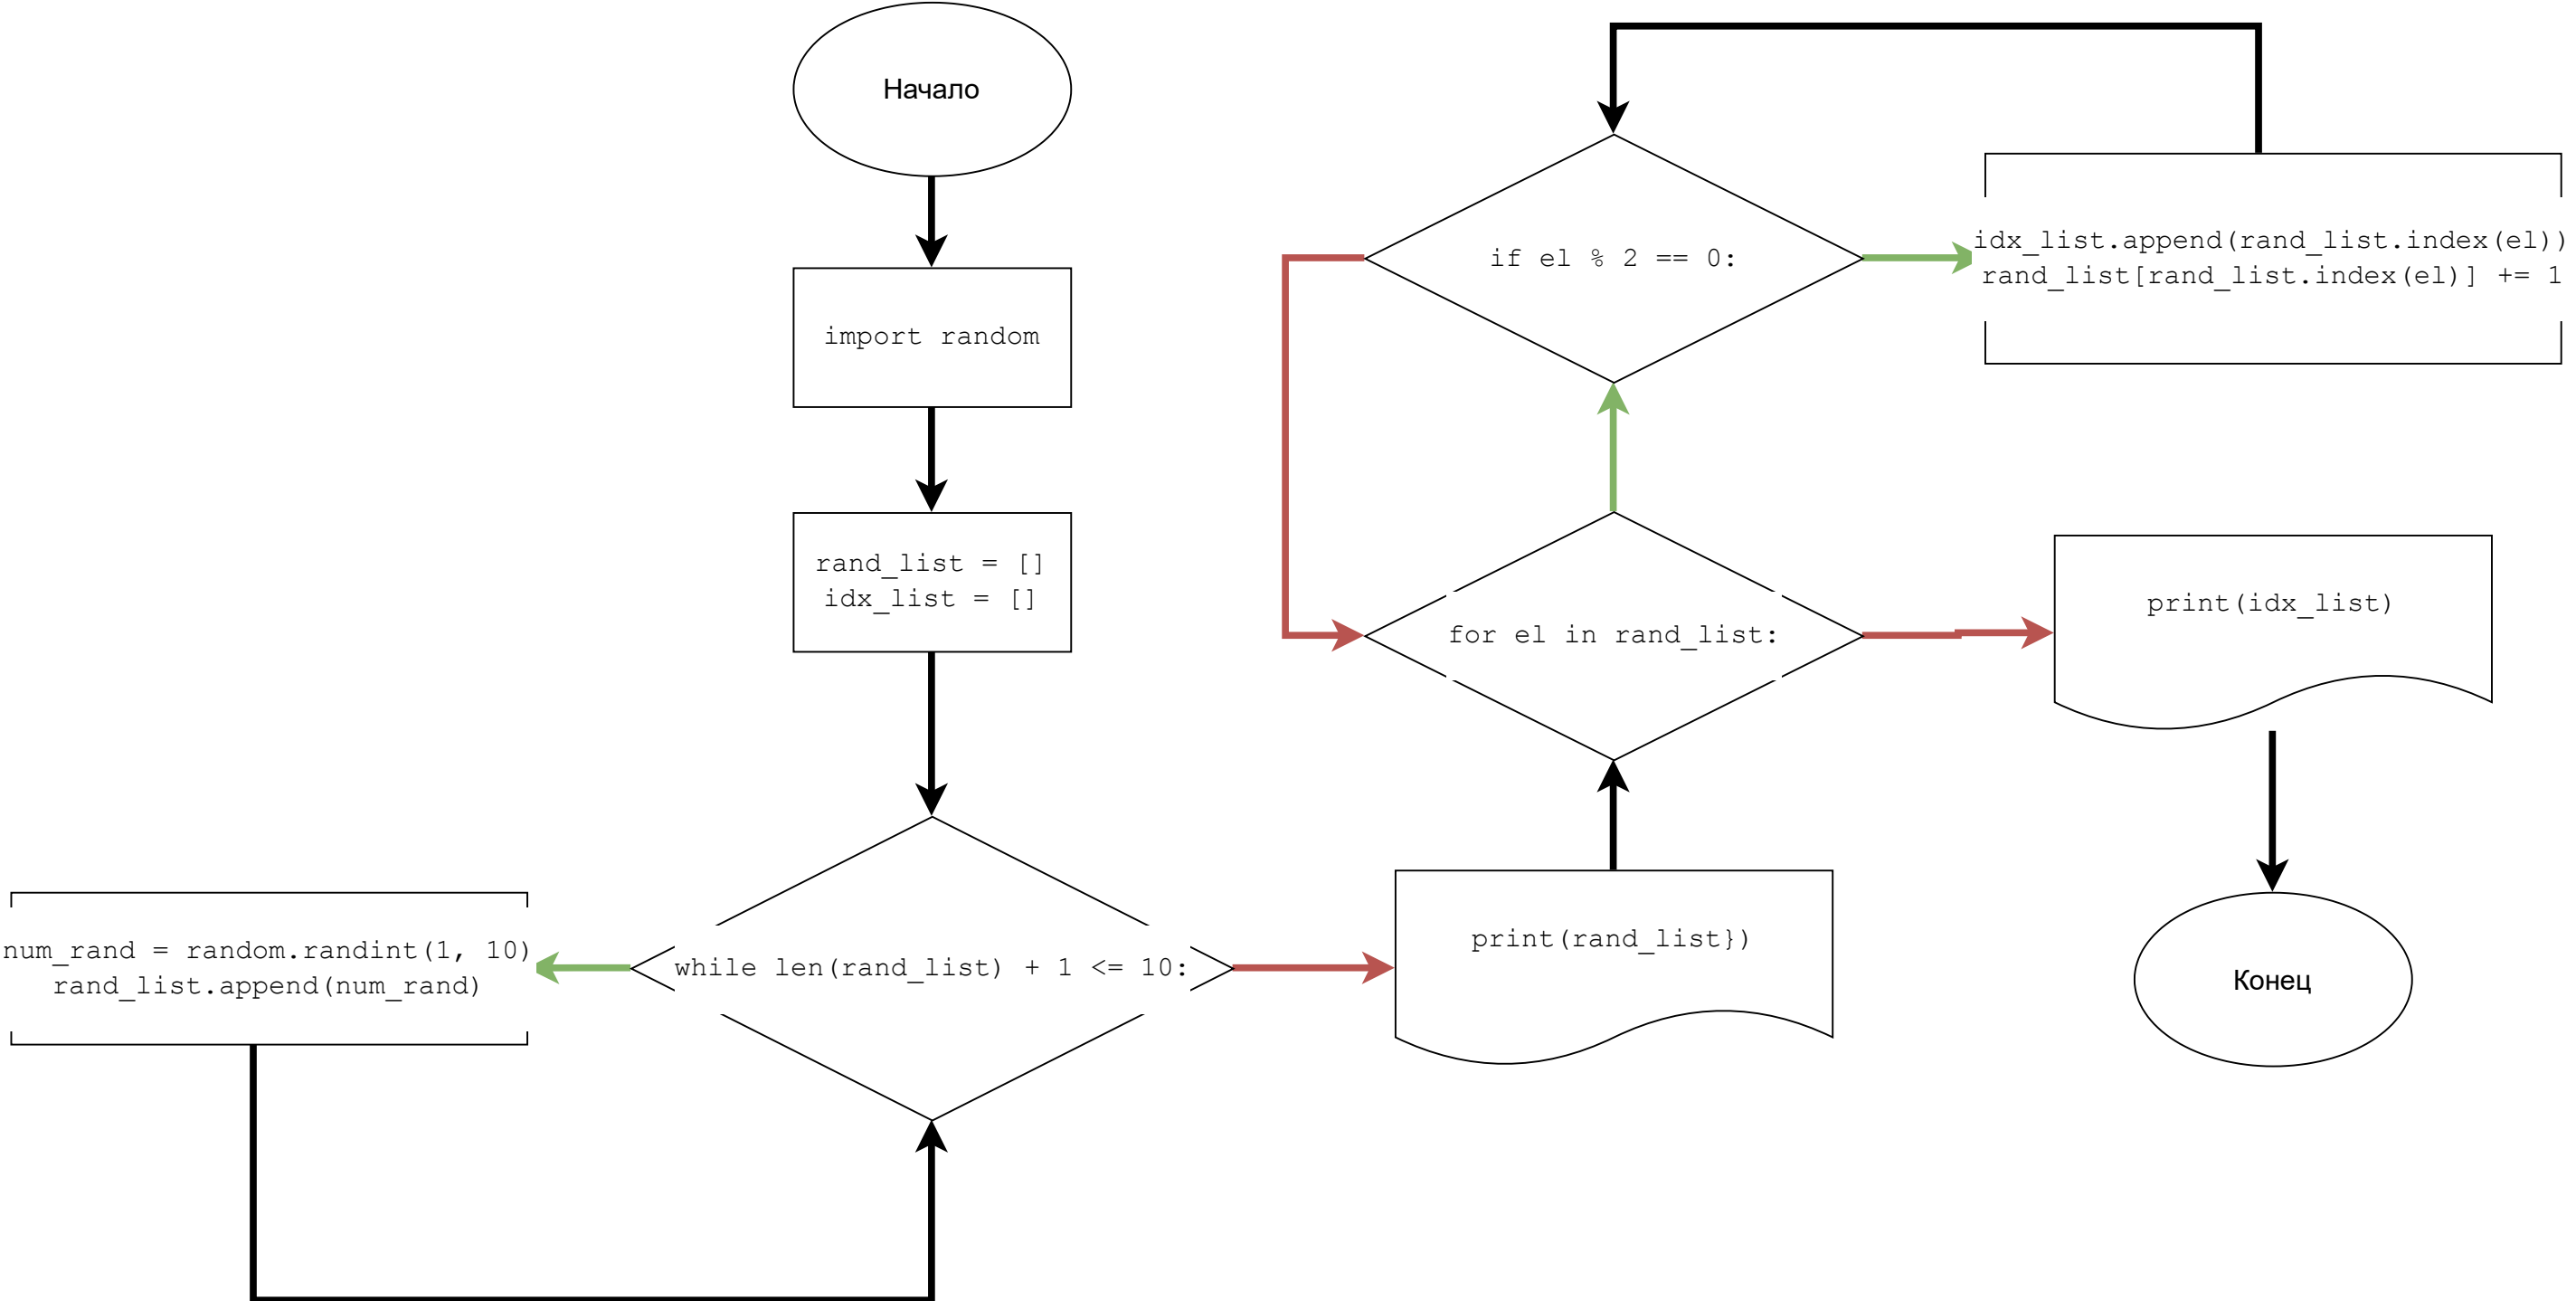 Начало
import random
rand_list = []
idx_list = []
while len(rand_list) + 1 <= 10:
num_rand = random.randint(1, 10)
rand_list.append(num_rand)
print(rand_list})
for el in rand_list:
if el % 2 == 0:
idx_list.append(rand_list.index(el))
rand_list[rand_list.index(el)] += 1
print(idx_list)
Конец